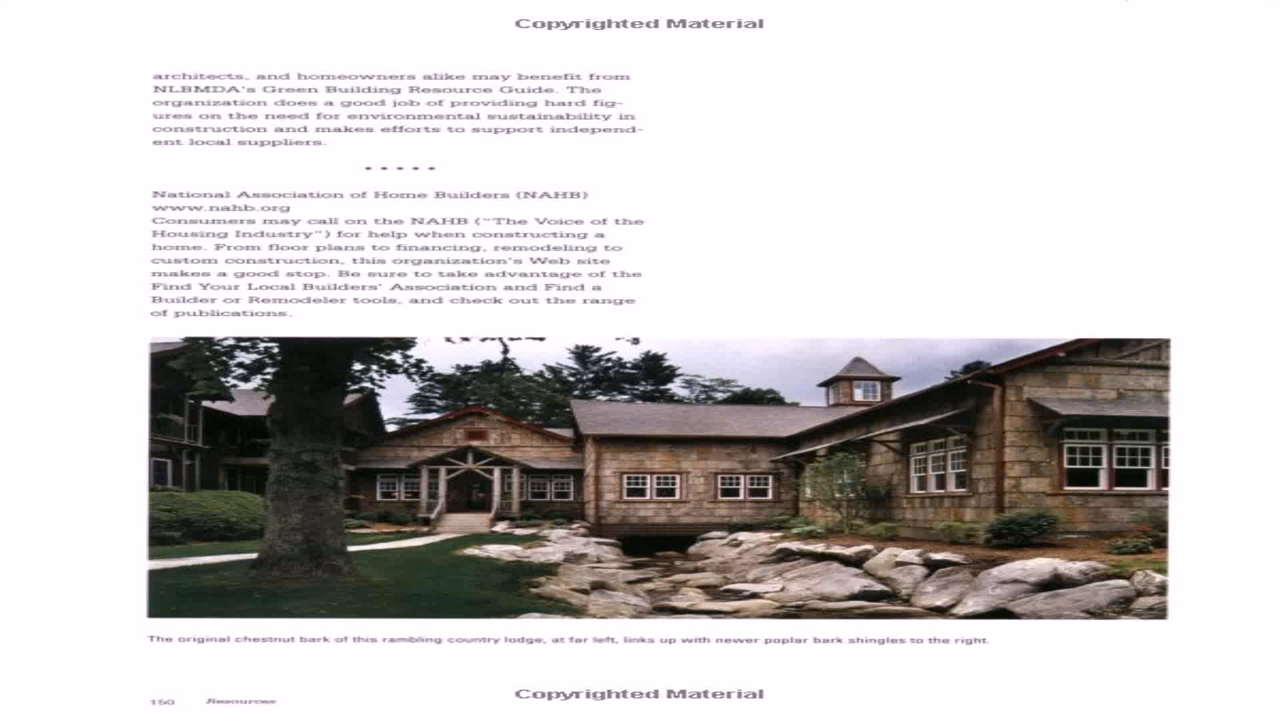 Copyrighted Material
architects, and homeowners alike may benefit from
NLBMDA's Green Building Resource Guide. The
organization does a good job of providing hard fig-
ures on the need for environmental sustainability in
construction and makes efforts to support independ-
ent local suppliers.
• • • • •
National Association of Home Builders (NAHB)
www.nahb.org
Consumers may call on the NAHB ("The Voice of the
Housing Industry") for help when constructing a
home. From floor plans to financing, remodeling to
custom construction, this organization's Web site
makes a good stop. Be sure to take advantage of the
Find Your Local Builders' Association and Find a
Builder or Remodeler tools, and check out the range
of publications.
The original chestnut bark of this rambling country lodge, at far left, links up with newer poplar bark shingles to the right.
150 Resources
Copyrighted Material